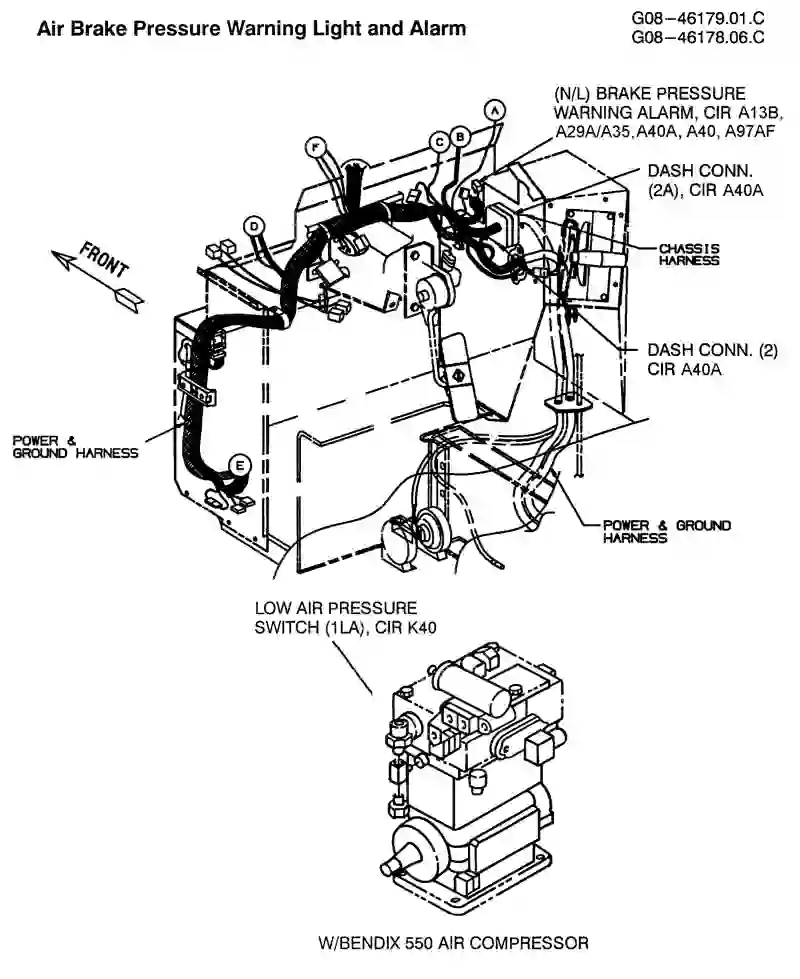 Air Brake Pressure Warning Light and Alarm
G08-46179.01.C
G08-46178.06.C
(N/L) BRAKE PRESSURE
WARNING ALARM, CIR A13B,
A29A/A35,A40A, A40, A97AF
A
B
C
F
DASH CONN.
(2A), CIR A40A
D
CHASSIS
HARNESS
FRONT
DASH CONN. (2)
CIR A40A
POWER &
GROUND HARNESS
E
POWER & GROUND
HARNESS
LOW AIR PRESSURE
SWITCH (1LA), CIR K40
W/BENDIX 550 AIR COMPRESSOR